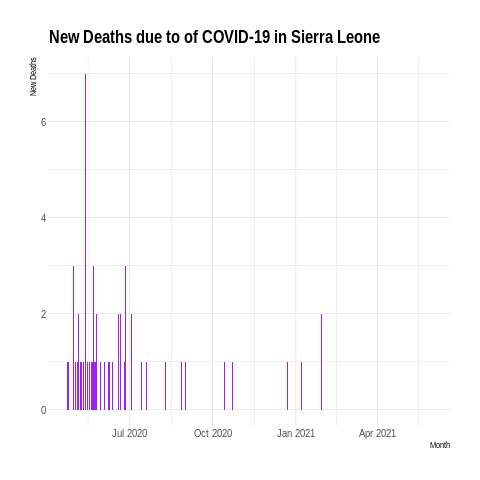 New Deaths due to of COVID-19 in Sierra Leone
New Deaths
6
4
2
0
Jul 2020 Oct 2020 Jan 2021 Apr 2021
Month